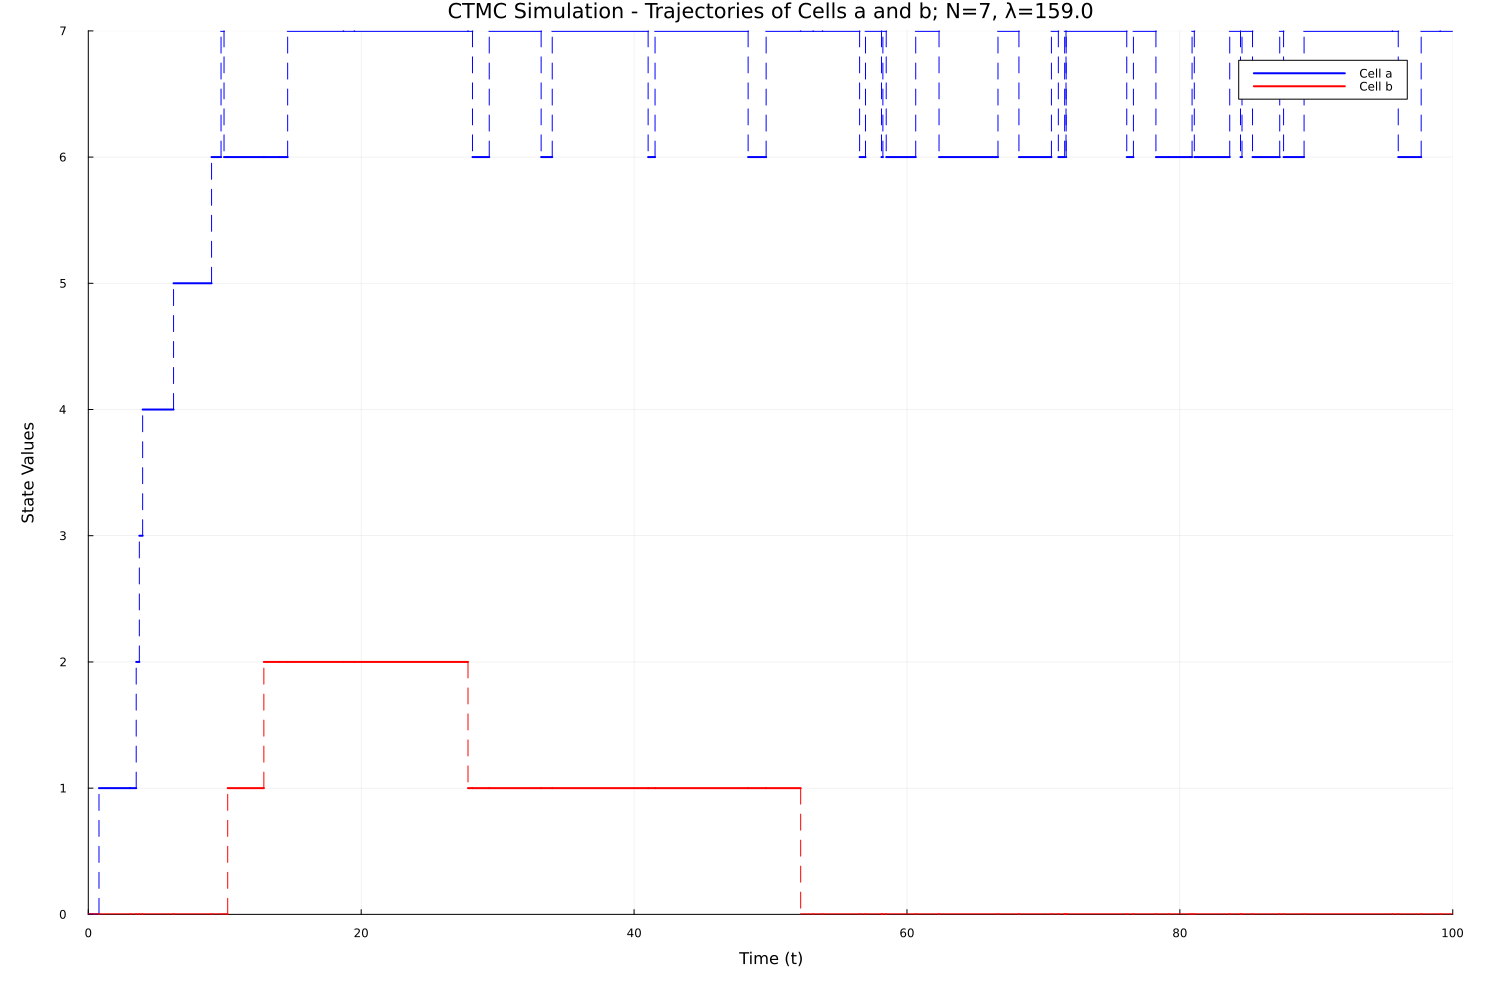 CTMC Simulation - Trajectories of Cells a and b; N=7, λ=159.0
7
Cell a
Cell b
6
5
4
State Values
3
2
1
0
0 20 40 60 80 100
Time (t)